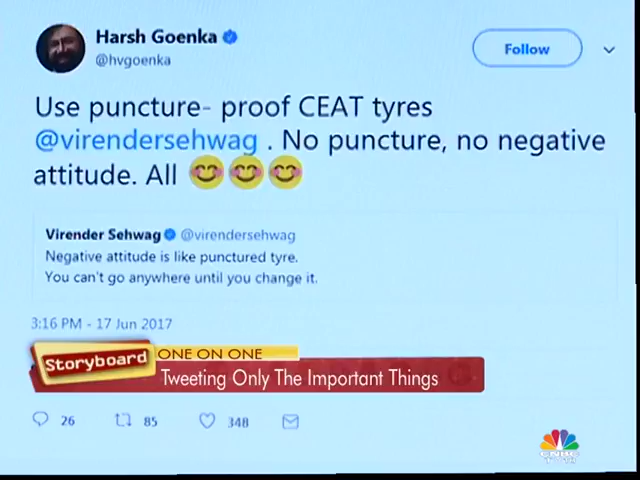 Harsh Goenka
@hvgoenka
Follow
Use puncture- proof CEAT tyres
@virendersehwag . No puncture, no negative
attitude. All 😊😊😊
Virender Sehwag @virendersehwag
Negative attitude is like punctured tyre.
You can't go anywhere until you change it.
3:16 PM - 17 Jun 2017
Storyboard
ONE ON ONE
Tweeting Only The Important Things
26
85
348
CNBC